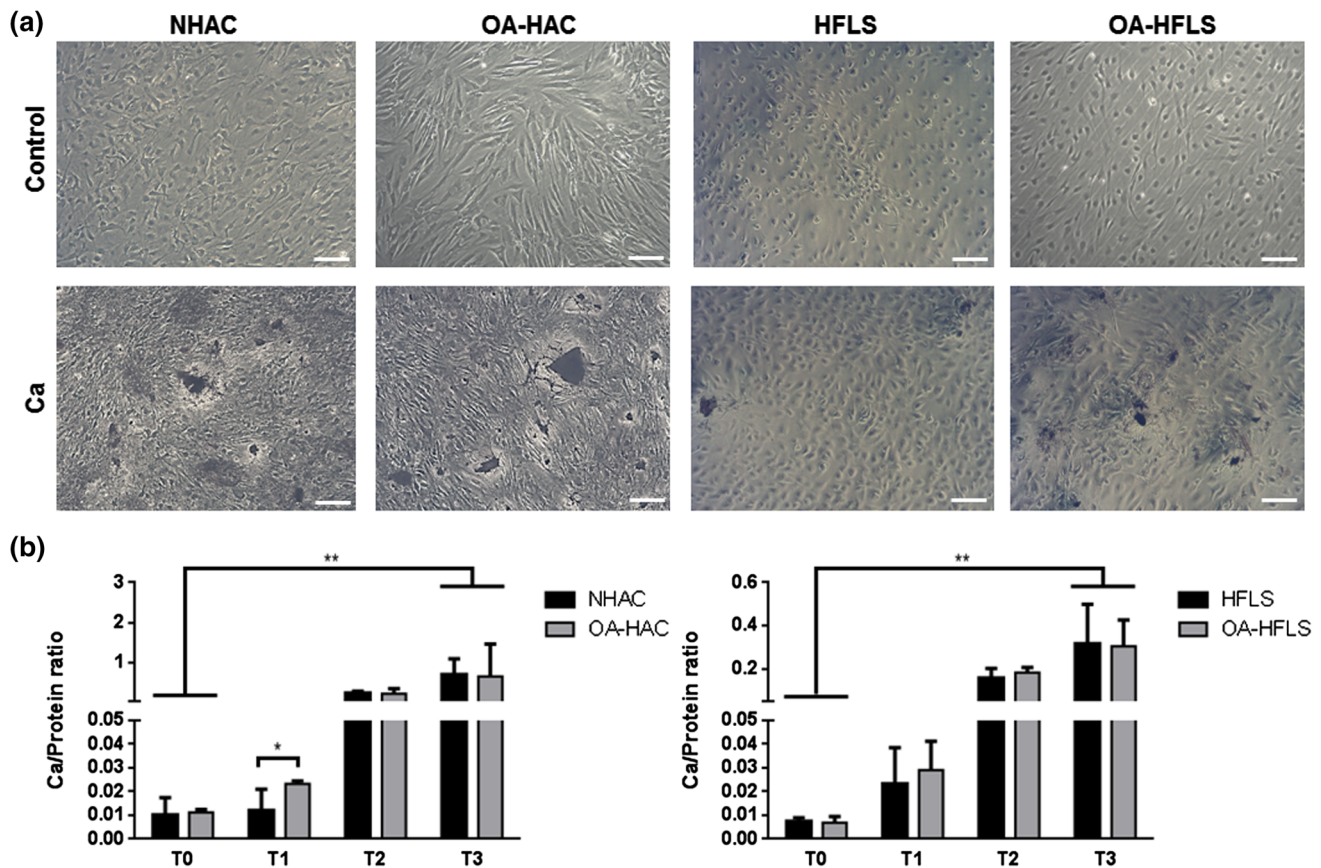 (a)
NHAC OA-HAC HFLS OA-HFLS
Control
Ca
(b)
**
3
2
1
0.05
0.04
0.03
0.02
0.01
0.00
Ca/Protein ratio
*
T0 T1 T2 T3
NHAC
OA-HAC
**
0.6
0.4
0.2
0.05
0.04
0.03
0.02
0.01
0.00
Ca/Protein ratio
T0 T1 T2 T3
HFLS
OA-HFLS